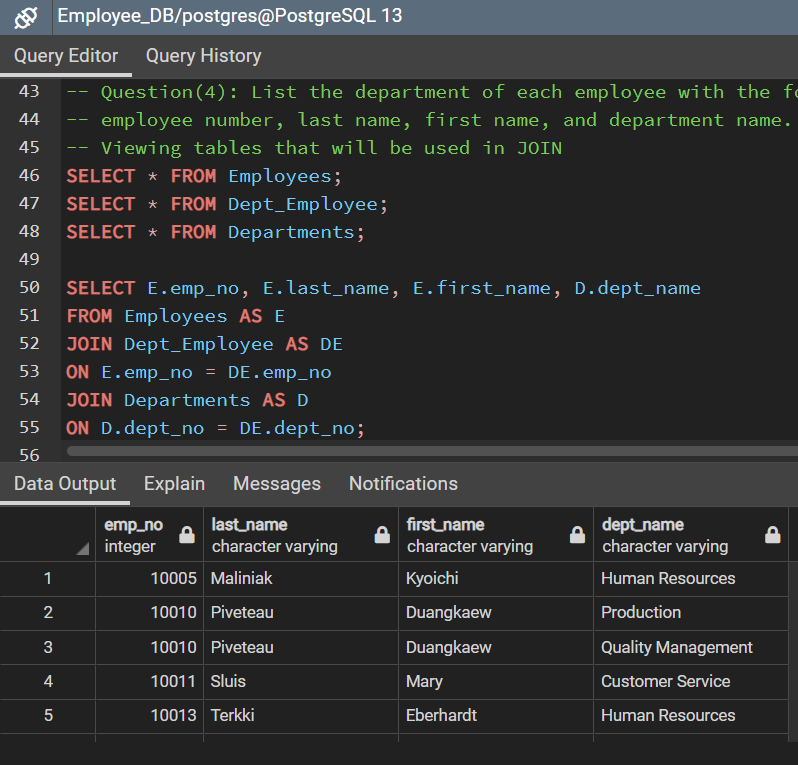 Employee_DB/postgres@PostgreSQL 13
Query Editor Query History
43 -- Question(4): List the department of each employee with the
44 -- employee number, last name, first name, and department name.
45 -- Viewing tables that will be used in JOIN
46 SELECT * FROM Employees;
47 SELECT * FROM Dept_Employee;
48 SELECT * FROM Departments;
49
50 SELECT E.emp_no, E.last_name, E.first_name, D.dept_name
51 FROM Employees AS E
52 JOIN Dept_Employee AS DE
53 ON E.emp_no = DE.emp_no
54 JOIN Departments AS D
55 ON D.dept_no = DE.dept_no;
56
Data Output Explain Messages Notifications
emp_no last_name first_name dept_name
integer character varying character varying character varying
1 10005 Maliniak Kyoichi Human Resources
2 10010 Piveteau Duangkaew Production
3 10010 Piveteau Duangkaew Quality Management
4 10011 Sluis Mary Customer Service
5 10013 Terkki Eberhardt Human Resources